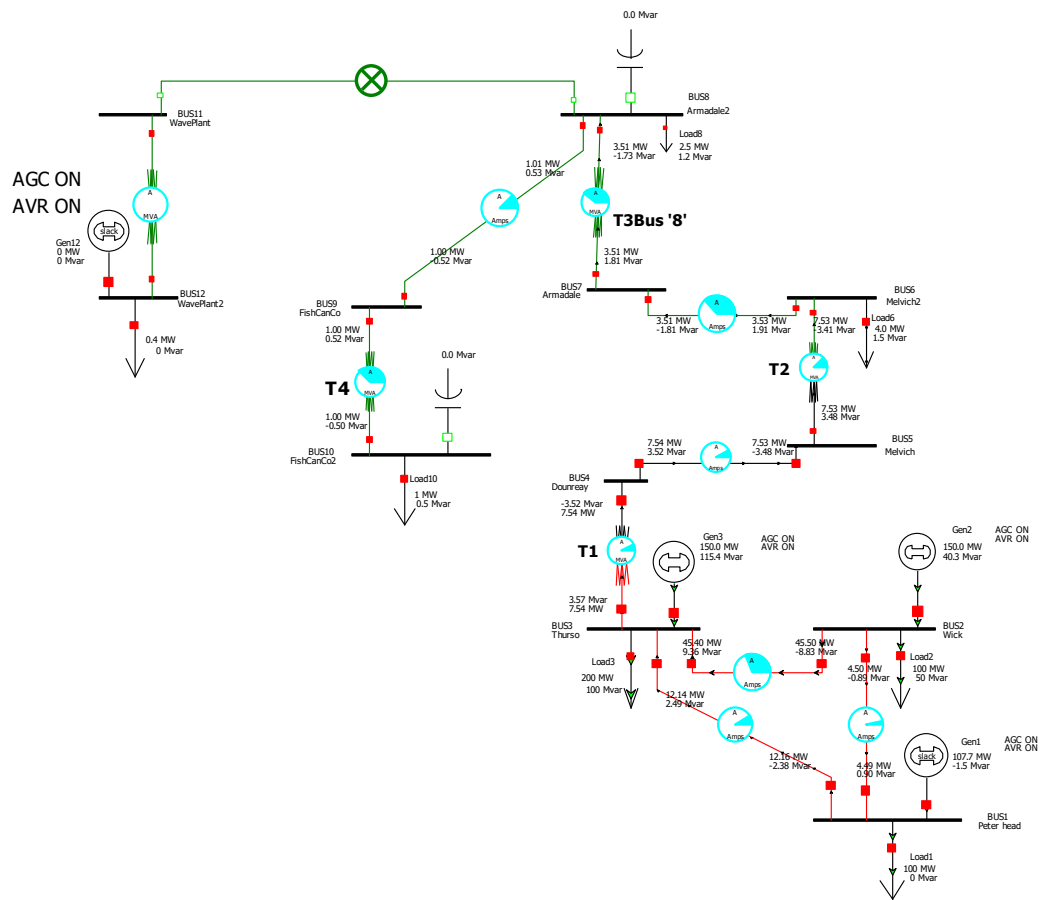 0.0 Mvar
BUS8
Armadale2
BUS11
WavePlant
Load8
2.5 MW
1.2 Mvar
3.51 MW
-1.73 Mvar
1.01 MW
0.53 Mvar
AGC ON
AVR ON
A
MVA
A
Amps
A
MVA
T3Bus '8'
slack
Gen12
0 MW
0 Mvar
1.00 MW
-0.52 Mvar
3.51 MW
1.81 Mvar
BUS7
Armadale
BUS6
Melvich2
BUS12
WavePlant2
BUS9
FishCanCo
A
Amps
3.51 MW
-1.81 Mvar
3.53 MW
1.91 Mvar
7.53 MW
-3.41 Mvar
Load6
4.0 MW
1.5 Mvar
0.4 MW
0 Mvar
1.00 MW
0.52 Mvar
0.0 Mvar
T4
A
MVA
T2
A
MVA
1.00 MW
-0.50 Mvar
7.53 MW
3.48 Mvar
BUS10
FishCanCo2
7.54 MW
3.52 Mvar
7.53 MW
-3.48 Mvar
BUS5
Melvich
A
Amps
Load10
1 MW
0.5 Mvar
BUS4
Dounreay
-3.52 Mvar
7.54 MW
T1
A
MVA
Gen3
150.0 MW
115.4 Mvar
AGC ON
AVR ON
Gen2
150.0 MW
40.3 Mvar
AGC ON
AVR ON
3.57 Mvar
7.54 MW
BUS3
Thurso
BUS2
Wick
45.40 MW
9.36 Mvar
45.50 MW
-8.83 Mvar
Load3
200 MW
100 Mvar
A
Amps
4.50 MW
-0.89 Mvar
Load2
100 MW
50 Mvar
12.14 MW
2.49 Mvar
A
Amps
A
Amps
12.16 MW
-2.38 Mvar
4.49 MW
0.90 Mvar
slack
Gen1
107.7 MW
-1.5 Mvar
AGC ON
AVR ON
BUS1
Peter head
Load1
100 MW
0 Mvar